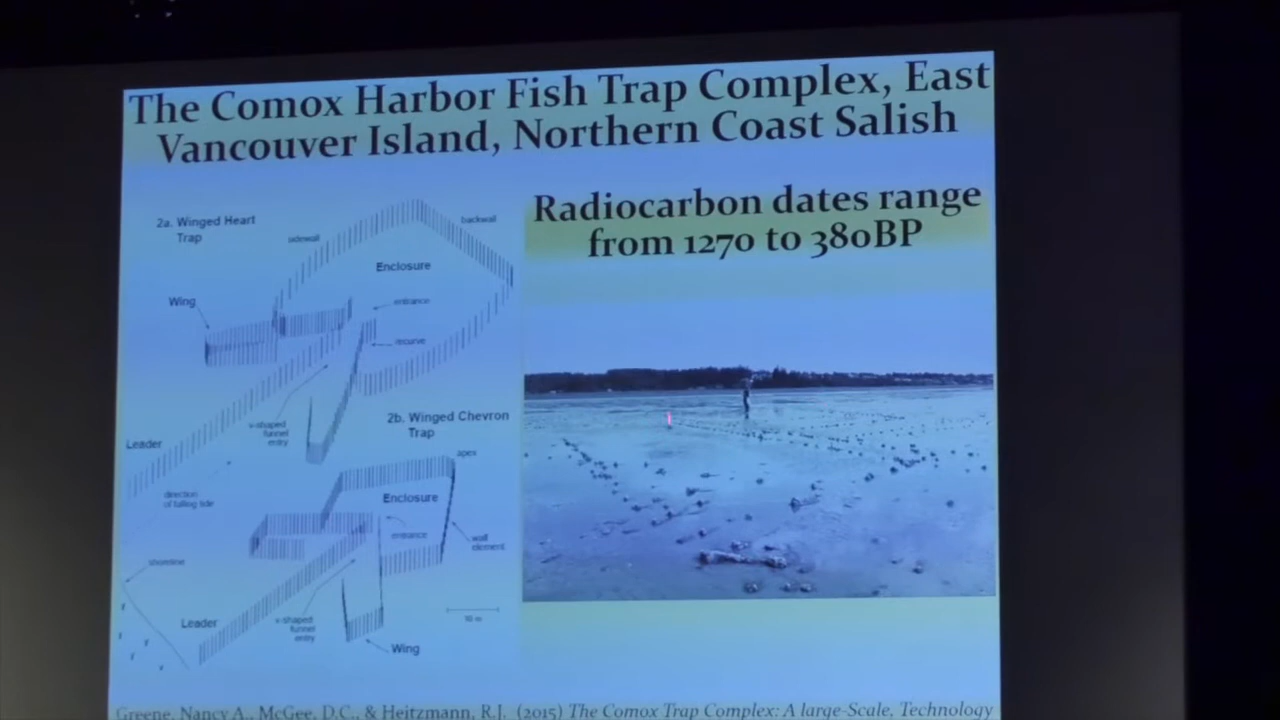 The Comox Harbor Fish Trap Complex, East
Vancouver Island, Northern Coast Salish
Radiocarbon dates range
from 1270 to 380BP
2a. Winged Heart
Trap
sidewall
backwall
Enclosure
Wing
entrance
recurve
v-shaped
funnel
entry
Leader
direction
of falling tide
2b. Winged Chevron
Trap
apex
Enclosure
entrance
wall
element
shoreline
Leader
v-shaped
funnel
entry
10 m
Wing
Greene, Nancy A., McGee, D.C., & Heitzmann, R.J. (2015) The Comox Trap Complex: A large-Scale, Technology